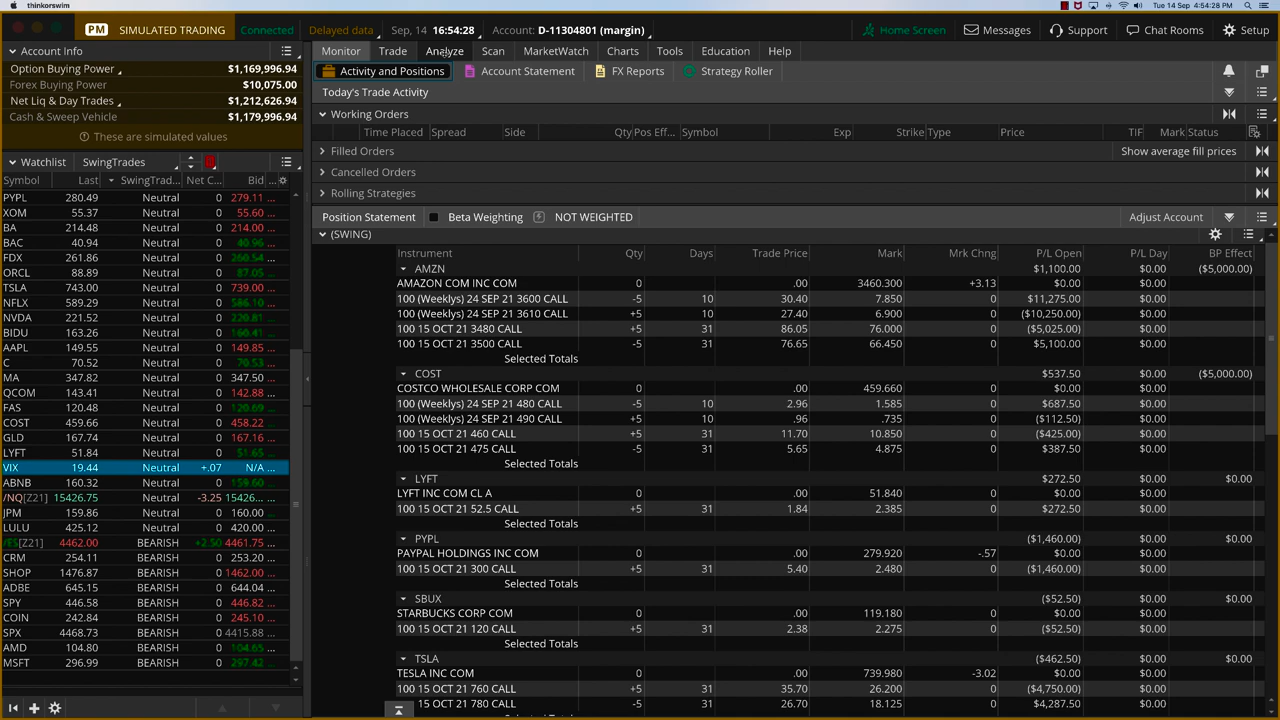 thinkorswim
Tue 14 Sep 4:54:28 PM
PM SIMULATED TRADING Connected Delayed data Sep, 14 16:54:28 Account: D-11304801 (margin) Home Screen Messages Support Chat Rooms Setup
Account Info
Option Buying Power $1,169,996.94
Forex Buying Power $10,075.00
Net Liq & Day Trades $1,212,626.94
Cash & Sweep Vehicle $1,179,996.94
These are simulated values
Watchlist SwingTrades
Symbol Last SwingTrad... Net C... Bid ...
PYPL 280.49 Neutral 0 279.11 ...
XOM 55.37 Neutral 0 55.60 ...
BA 214.48 Neutral 0 214.00 ...
BAC 40.94 Neutral 0 40.96 ...
FDX 261.86 Neutral 0 260.54 ...
ORCL 88.89 Neutral 0 87.05 ...
TSLA 743.00 Neutral 0 739.00 ...
NFLX 589.29 Neutral 0 586.10 ...
NVDA 221.52 Neutral 0 220.81 ...
BIDU 163.26 Neutral 0 160.41 ...
AAPL 149.55 Neutral 0 149.85 ...
C 70.52 Neutral 0 70.53 ...
MA 347.82 Neutral 0 347.50 ...
QCOM 143.41 Neutral 0 142.88 ...
FAS 120.48 Neutral 0 120.69 ...
COST 459.66 Neutral 0 458.22 ...
GLD 167.74 Neutral 0 167.16 ...
LYFT 51.84 Neutral 0 51.65 ...
VIX 19.44 Neutral +.07 N/A ...
ABNB 160.32 Neutral 0 159.60 ...
/NQ[Z21] 15426.75 Neutral -3.25 15426... ...
JPM 159.86 Neutral 0 160.00 ...
LULU 425.12 Neutral 0 420.00 ...
/ES[Z21] 4462.00 BEARISH +2.50 4461.75 ...
CRM 254.11 BEARISH 0 253.20 ...
SHOP 1476.87 BEARISH 0 1462.00 ...
ADBE 645.15 BEARISH 0 644.04 ...
SPY 446.58 BEARISH 0 446.82 ...
COIN 242.84 BEARISH 0 245.10 ...
SPX 4468.73 BEARISH 0 4415.88 ...
AMD 104.80 BEARISH 0 104.65 ...
MSFT 296.99 BEARISH 0 297.42 ...
Monitor Trade Analyze Scan MarketWatch Charts Tools Education Help
Activity and Positions Account Statement FX Reports Strategy Roller
Today's Trade Activity
Working Orders
Time Placed Spread Side Qty Pos Eff... Symbol Exp Strike Type Price TIF Mark Status
Filled Orders Show average fill prices
Cancelled Orders
Rolling Strategies
Position Statement Beta Weighting NOT WEIGHTED Adjust Account
(SWING)
Instrument Qty Days Trade Price Mark Mrk Chng P/L Open P/L Day BP Effect
AMZN $1,100.00 $0.00 ($5,000.00)
AMAZON COM INC COM 0 .00 3460.300 +3.13 $0.00 $0.00
100 (Weeklys) 24 SEP 21 3600 CALL -5 10 30.40 7.850 0 $11,275.00 $0.00
100 (Weeklys) 24 SEP 21 3610 CALL +5 10 27.40 6.900 0 ($10,250.00) $0.00
100 15 OCT 21 3480 CALL +5 31 86.05 76.000 0 ($5,025.00) $0.00
100 15 OCT 21 3500 CALL -5 31 76.65 66.450 0 $5,100.00 $0.00
Selected Totals
COST $537.50 $0.00 ($5,000.00)
COSTCO WHOLESALE CORP COM 0 .00 459.660 0 $0.00 $0.00
100 (Weeklys) 24 SEP 21 480 CALL -5 10 2.96 1.585 0 $687.50 $0.00
100 (Weeklys) 24 SEP 21 490 CALL +5 10 .96 .735 0 ($112.50) $0.00
100 15 OCT 21 460 CALL +5 31 11.70 10.850 0 ($425.00) $0.00
100 15 OCT 21 475 CALL -5 31 5.65 4.875 0 $387.50 $0.00
Selected Totals
LYFT $272.50 $0.00 $0.00
LYFT INC COM CL A 0 .00 51.840 0 $0.00 $0.00
100 15 OCT 21 52.5 CALL +5 31 1.84 2.385 0 $272.50 $0.00
Selected Totals
PYPL ($1,460.00) $0.00 $0.00
PAYPAL HOLDINGS INC COM 0 .00 279.920 -.57 $0.00 $0.00
100 15 OCT 21 300 CALL +5 31 5.40 2.480 0 ($1,460.00) $0.00
Selected Totals
SBUX ($52.50) $0.00 $0.00
STARBUCKS CORP COM 0 .00 119.180 0 $0.00 $0.00
100 15 OCT 21 120 CALL +5 31 2.38 2.275 0 ($52.50) $0.00
Selected Totals
TSLA ($462.50) $0.00 $0.00
TESLA INC COM 0 .00 739.980 -3.02 $0.00 $0.00
100 15 OCT 21 760 CALL +5 31 35.70 26.200 0 ($4,750.00) $0.00
100 15 OCT 21 780 CALL -5 31 26.70 18.125 0 $4,287.50 $0.00